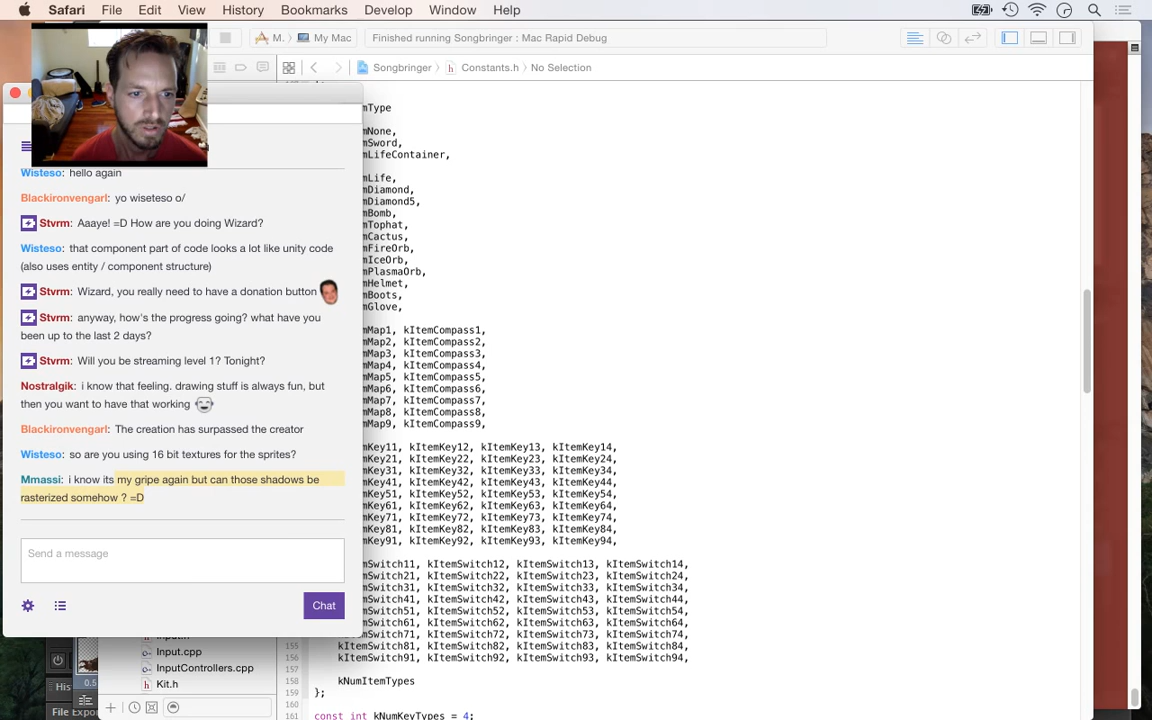 Safari File Edit View History Bookmarks Develop Window Help
M. My Mac Finished running Songbringer : Mac Rapid Debug
Songbringer Constants.h No Selection
Wisteso: hello again
Blackironvengarl: yo wiseteso o/
Stvrm: Aaaye! =D How are you doing Wizard?
Wisteso: that component part of code looks a lot like unity code
(also uses entity / component structure)
Stvrm: Wizard, you really need to have a donation button
Stvrm: anyway, how's the progress going? what have you
been up to the last 2 days?
Stvrm: Will you be streaming level 1? Tonight?
Nostralgik: i know that feeling. drawing stuff is always fun, but
then you want to have that working
Blackironvengarl: The creation has surpassed the creator
Wisteso: so are you using 16 bit textures for the sprites?
Mmassi: i know its my gripe again but can those shadows be
rasterized somehow ? =D
Send a message
Chat
mType
mNone,
mSword,
mLifeContainer,
mLife,
mDiamond,
mDiamond5,
mBomb,
mTophat,
mCactus,
mFireOrb,
mIceOrb,
mPlasmaOrb,
mHelmet,
mBoots,
mGlove,
mMap1, kItemCompass1,
mMap2, kItemCompass2,
mMap3, kItemCompass3,
mMap4, kItemCompass4,
mMap5, kItemCompass5,
mMap6, kItemCompass6,
mMap7, kItemCompass7,
mMap8, kItemCompass8,
mMap9, kItemCompass9,
mKey11, kItemKey12, kItemKey13, kItemKey14,
mKey21, kItemKey22, kItemKey23, kItemKey24,
mKey31, kItemKey32, kItemKey33, kItemKey34,
mKey41, kItemKey42, kItemKey43, kItemKey44,
mKey51, kItemKey52, kItemKey53, kItemKey54,
mKey61, kItemKey62, kItemKey63, kItemKey64,
mKey71, kItemKey72, kItemKey73, kItemKey74,
mKey81, kItemKey82, kItemKey83, kItemKey84,
mKey91, kItemKey92, kItemKey93, kItemKey94,
mSwitch11, kItemSwitch12, kItemSwitch13, kItemSwitch14,
mSwitch21, kItemSwitch22, kItemSwitch23, kItemSwitch24,
mSwitch31, kItemSwitch32, kItemSwitch33, kItemSwitch34,
mSwitch41, kItemSwitch42, kItemSwitch43, kItemSwitch44,
mSwitch51, kItemSwitch52, kItemSwitch53, kItemSwitch54,
mSwitch61, kItemSwitch62, kItemSwitch63, kItemSwitch64,
mSwitch71, kItemSwitch72, kItemSwitch73, kItemSwitch74,
155 kItemSwitch81, kItemSwitch82, kItemSwitch83, kItemSwitch84,
156 kItemSwitch91, kItemSwitch92, kItemSwitch93, kItemSwitch94,
157
158 kNumItemTypes
159 };
160
161 const int kNumKeyTypes = 4;
Input.cpp
InputControllers.cpp
Kit.h
0.5
His
File Expor